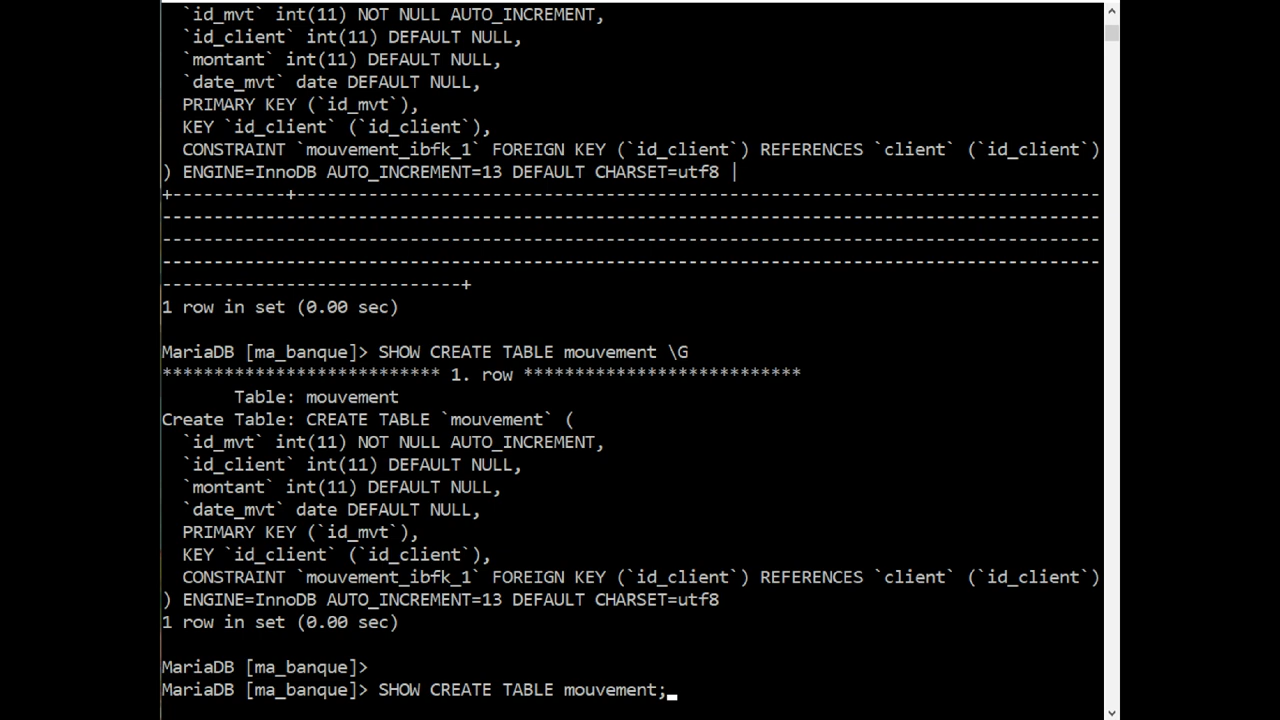 `id_mvt` int(11) NOT NULL AUTO_INCREMENT,
`id_client` int(11) DEFAULT NULL,
`montant` int(11) DEFAULT NULL,
`date_mvt` date DEFAULT NULL,
PRIMARY KEY (`id_mvt`),
KEY `id_client` (`id_client`),
CONSTRAINT `mouvement_ibfk_1` FOREIGN KEY (`id_client`) REFERENCES `client` (`id_client`)
) ENGINE=InnoDB AUTO_INCREMENT=13 DEFAULT CHARSET=utf8 |
+-----------+------------------------------------------------------------------------------
-------------------------------------------------------------------------------------------
-------------------------------------------------------------------------------------------
-------------------------------------------------------------------------------------------
-----------------------------+
1 row in set (0.00 sec)
MariaDB [ma_banque]> SHOW CREATE TABLE mouvement \G
*************************** 1. row ***************************
Table: mouvement
Create Table: CREATE TABLE `mouvement` (
`id_mvt` int(11) NOT NULL AUTO_INCREMENT,
`id_client` int(11) DEFAULT NULL,
`montant` int(11) DEFAULT NULL,
`date_mvt` date DEFAULT NULL,
PRIMARY KEY (`id_mvt`),
KEY `id_client` (`id_client`),
CONSTRAINT `mouvement_ibfk_1` FOREIGN KEY (`id_client`) REFERENCES `client` (`id_client`)
) ENGINE=InnoDB AUTO_INCREMENT=13 DEFAULT CHARSET=utf8
1 row in set (0.00 sec)
MariaDB [ma_banque]>
MariaDB [ma_banque]> SHOW CREATE TABLE mouvement;_